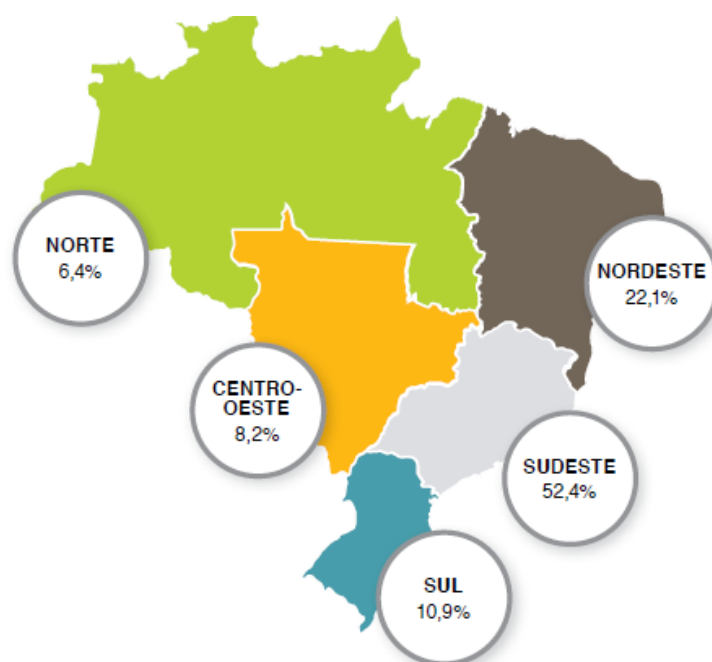 NORTE
6,4%
NORDESTE
22,1%
CENTRO-
OESTE
8,2%
SUDESTE
52,4%
SUL
10,9%